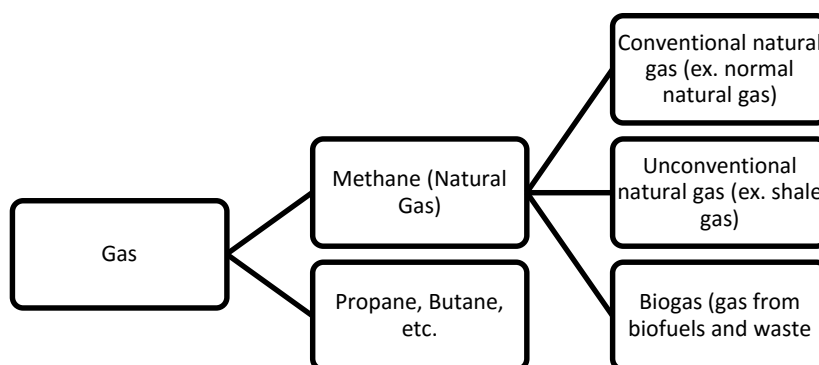 Gas
Methane (Natural
Gas)
Propane, Butane,
etc.
Conventional natural
gas (ex. normal
natural gas)
Unconventional
natural gas (ex. shale
gas)
Biogas (gas from
biofuels and waste